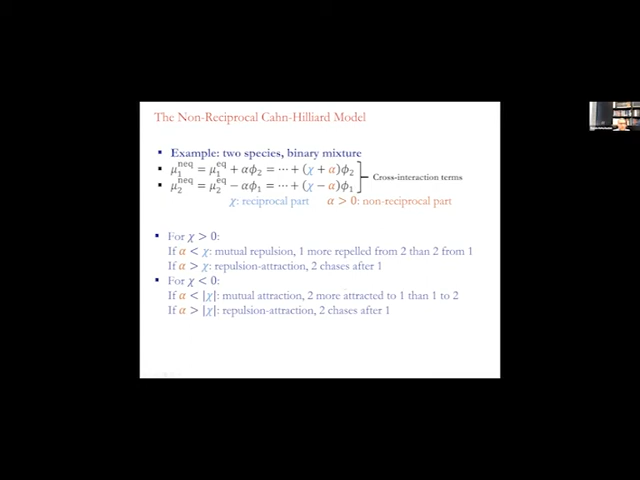 The Non-Reciprocal Cahn-Hilliard Model
▪ Example: two species, binary mixture
▪ μ₁^neq = μ₁^eq + αϕ₂ = ⋯ + (χ + α)ϕ₂
▪ μ₂^neq = μ₂^eq − αϕ₁ = ⋯ + (χ − α)ϕ₁
Cross-interaction terms
χ: reciprocal part α > 0: non-reciprocal part
▪ For χ > 0:
If α < χ: mutual repulsion, 1 more repelled from 2 than 2 from 1
If α > χ: repulsion-attraction, 2 chases after 1
▪ For χ < 0:
If α < |χ|: mutual attraction, 2 more attracted to 1 than 1 to 2
If α > |χ|: repulsion-attraction, 2 chases after 1